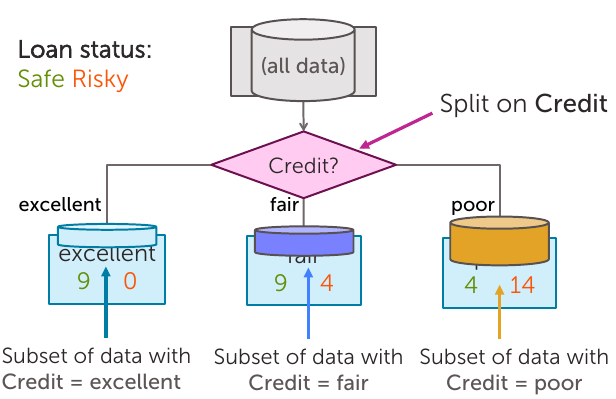 Loan status:
Safe Risky
(all data)
Split on Credit
Credit?
excellent
fair
poor
excellent
9 0
9 4
4 14
Subset of data with
Credit = excellent
Subset of data with
Credit = fair
Subset of data with
Credit = poor